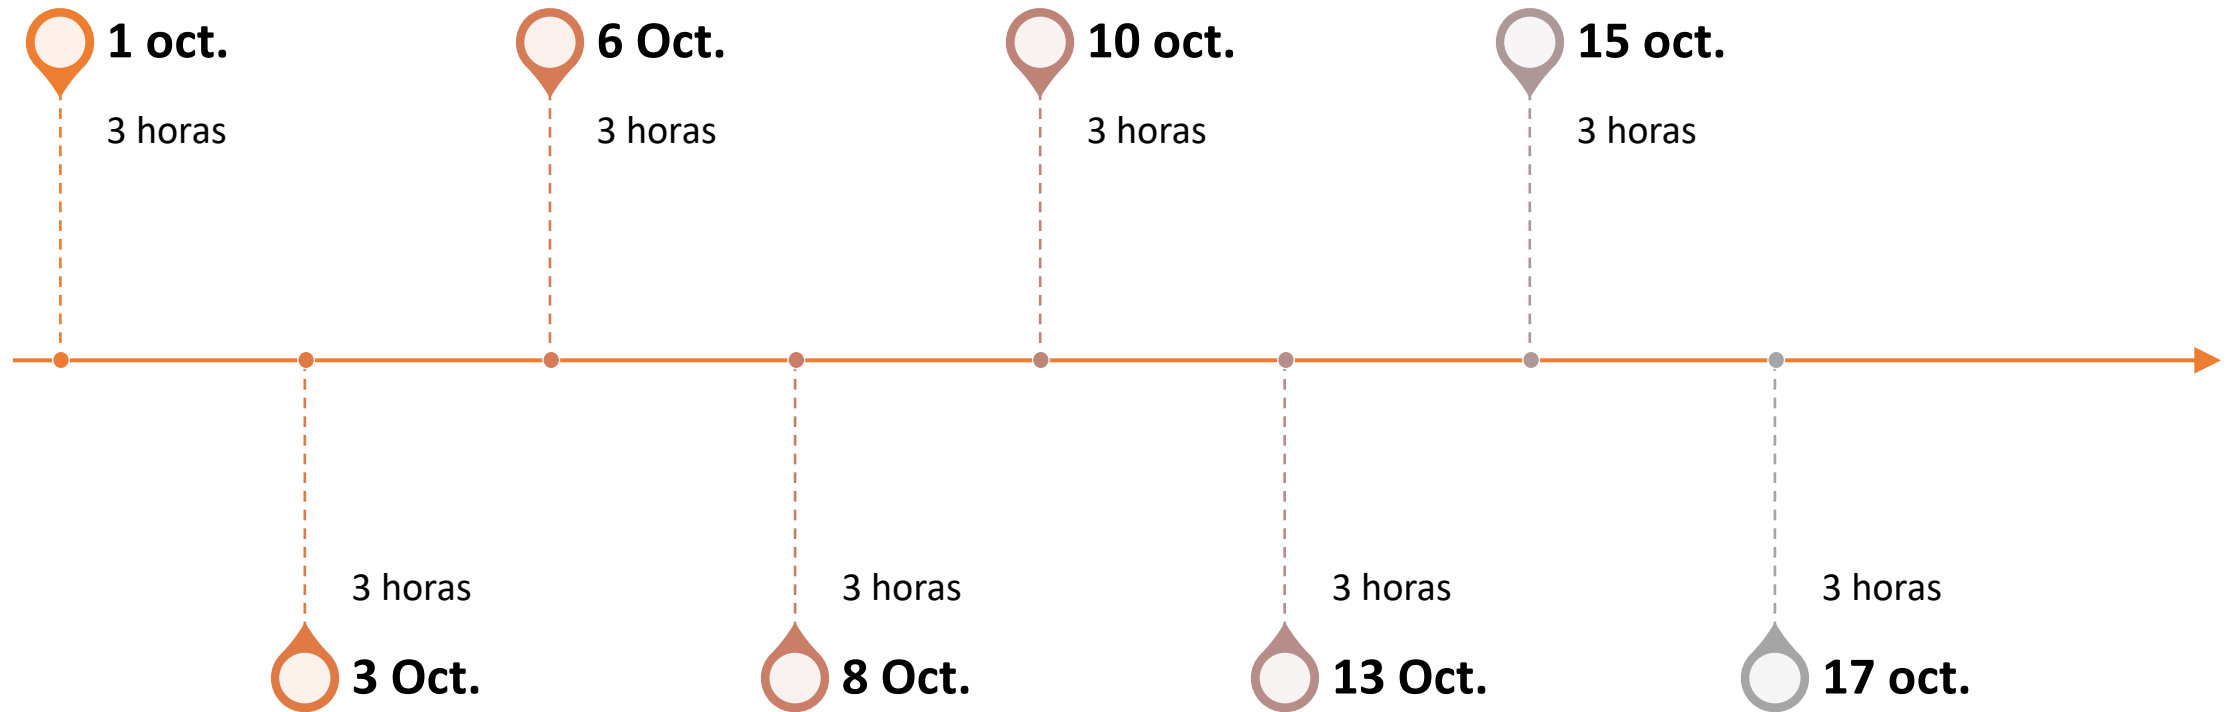 1 oct.
3 horas
6 Oct.
3 horas
10 oct.
3 horas
15 oct.
3 horas
3 horas
3 Oct.
3 horas
8 Oct.
3 horas
13 Oct.
3 horas
17 oct.